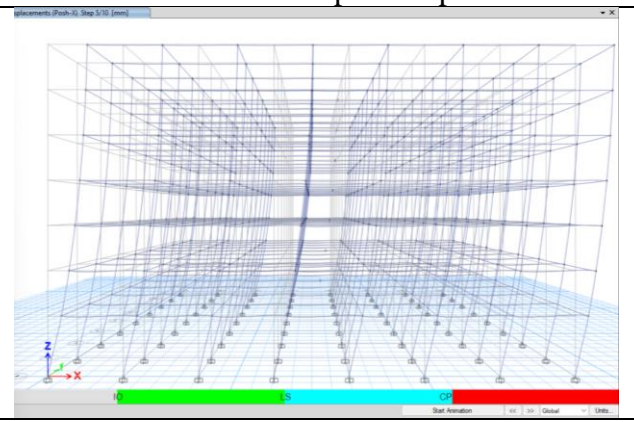 splacements (Push-X) Step 5/10 [mm]
Z
X
IO
LS
CP
Start Animation << >> Global Units...